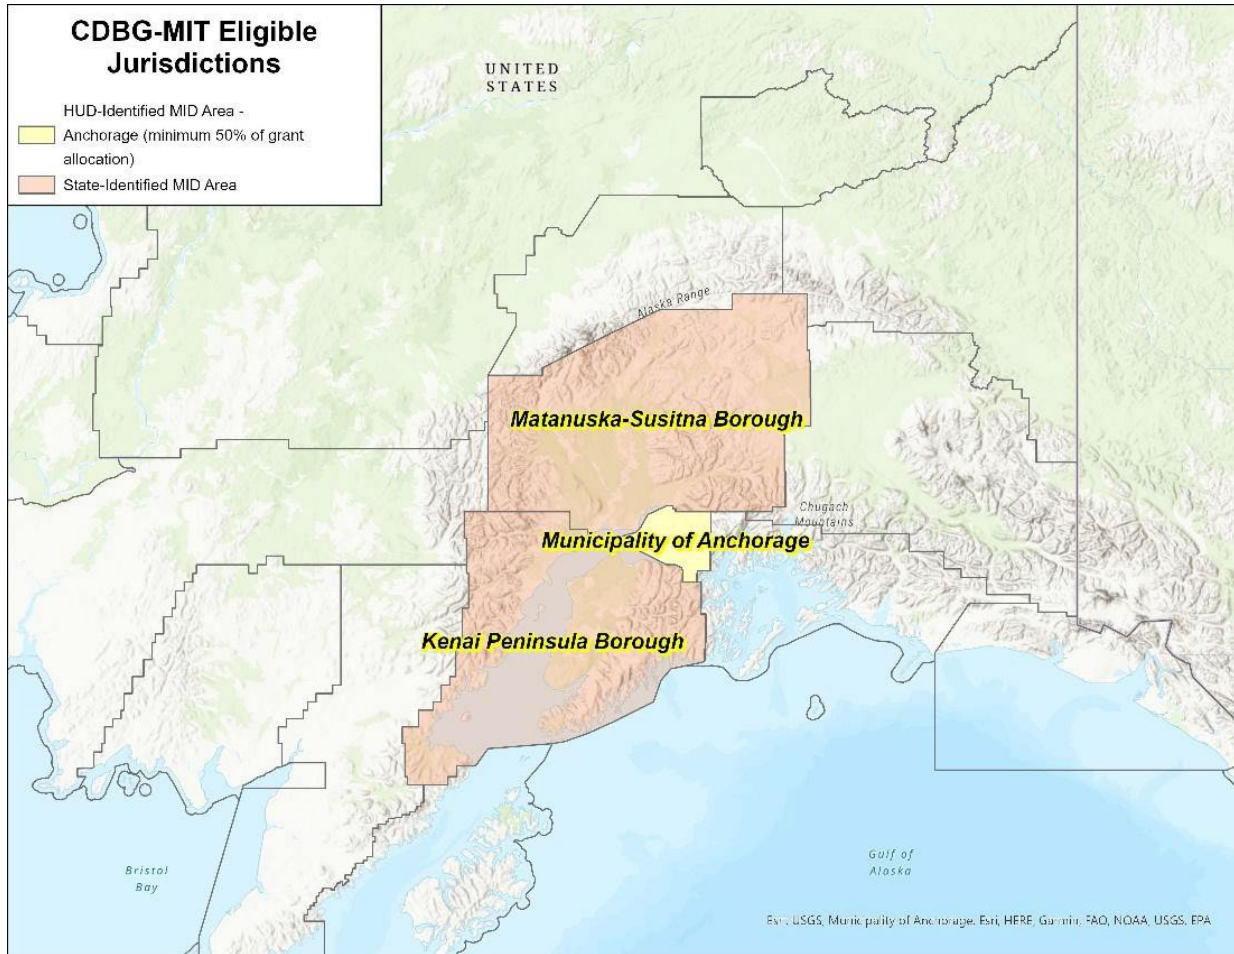 CDBG-MIT Eligible
Jurisdictions
HUD-Identified MID Area -
Anchorage (minimum 50% of grant
allocation)
State-Identified MID Area
UNITED
STATES
Alaska Range
Matanuska-Susitna Borough
Chugach
Mountains
Municipality of Anchorage
Kenai Peninsula Borough
Bristol
Bay
Gulf of
Alaska
Esri, USGS, Municipality of Anchorage, Esri, HERE, Garmin, FAO, NOAA, USGS, EPA